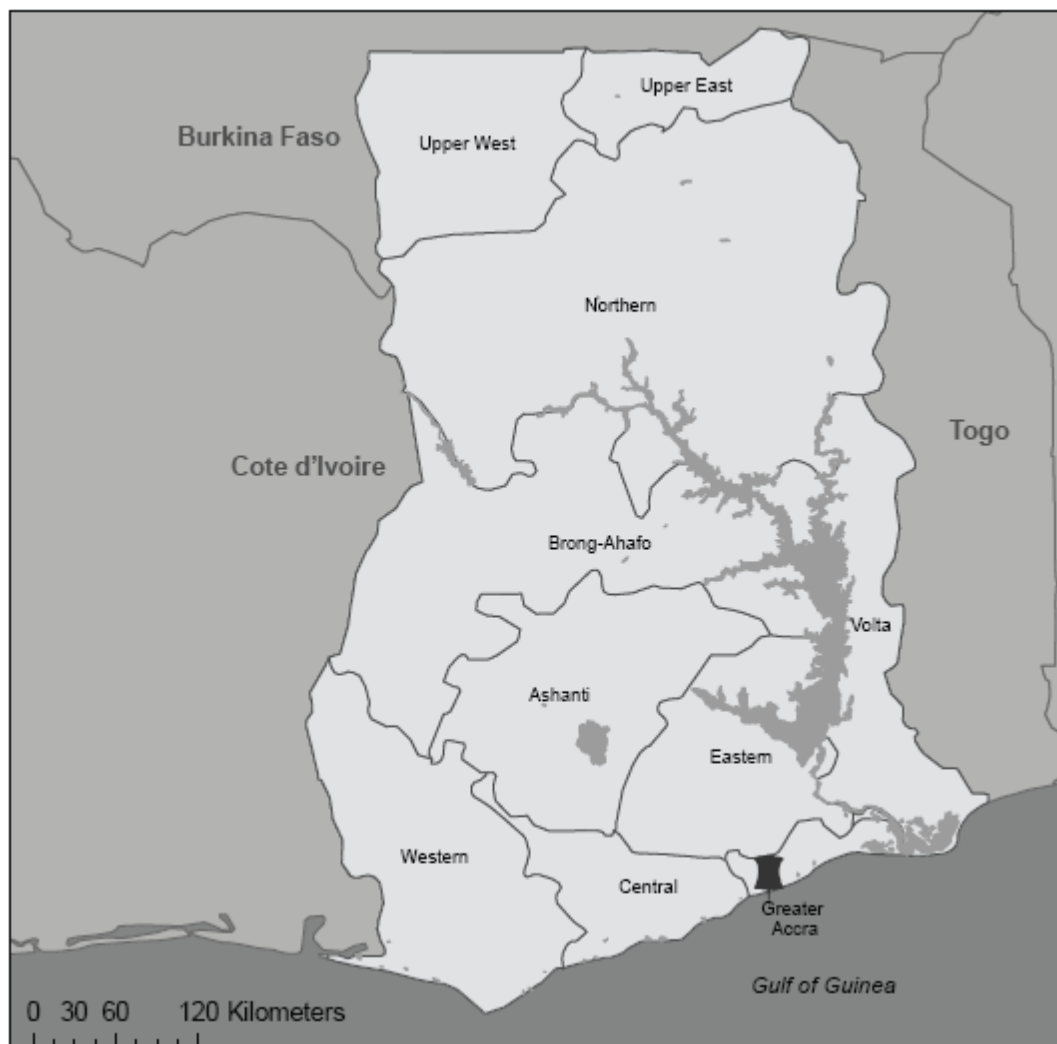 Upper East
Burkina Faso
Upper West
Northern
Togo
Cote d'Ivoire
Brong-Ahafo
Volta
Ashanti
Eastern
Western
Central
Greater
Accra
Gulf of Guinea
0 30 60 120 Kilometers